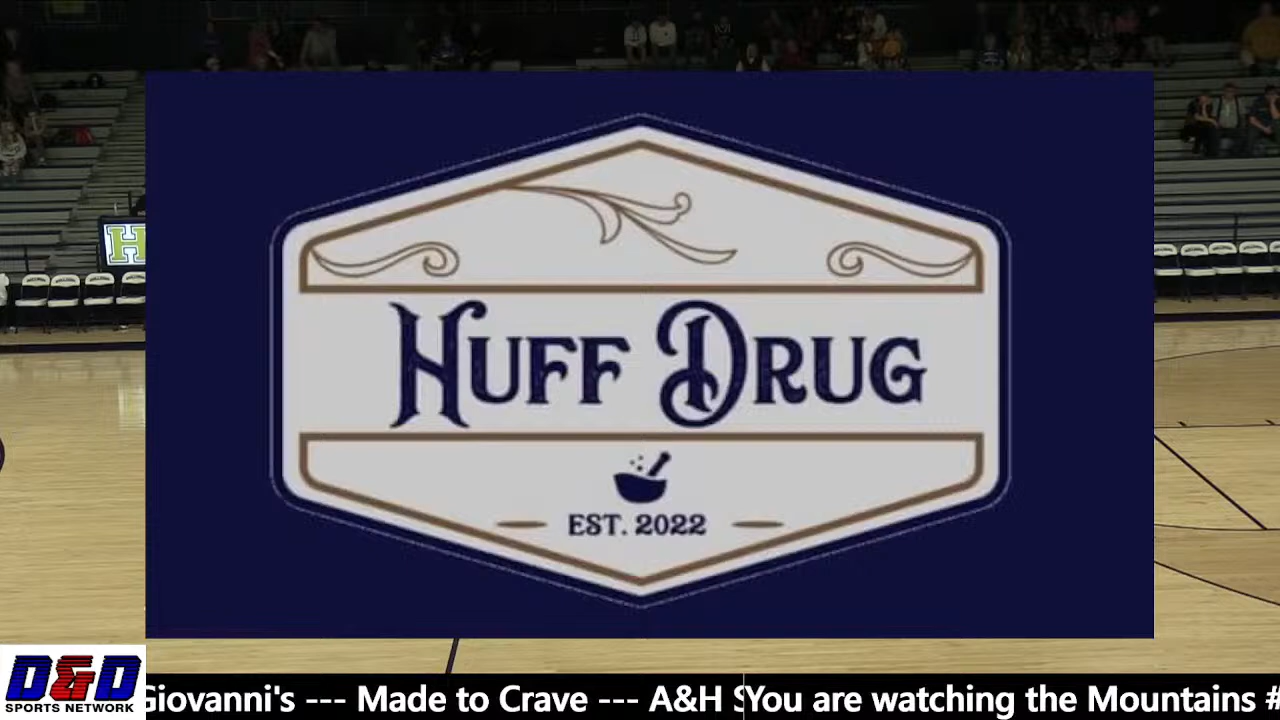 H
HUFF DRUG
EST. 2022
D&D
SPORTS NETWORK
Giovanni's --- Made to Crave --- A&H S
You are watching the Mountains #